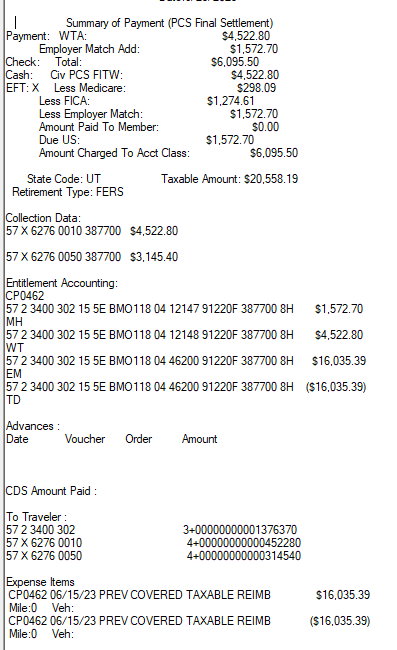 Summary of Payment (PCS Final Settlement)
Payment: WTA: $4,522.80
Employer Match Add: $1,572.70
Check: Total: $6,095.50
Cash: Civ PCS FITW: $4,522.80
EFT: X Less Medicare: $298.09
Less FICA: $1,274.61
Less Employer Match: $1,572.70
Amount Paid To Member: $0.00
Due US: $1,572.70
Amount Charged To Acct Class: $6,095.50
State Code: UT Taxable Amount: $20,558.19
Retirement Type: FERS
Collection Data:
57 X 6276 0010 387700 $4,522.80
57 X 6276 0050 387700 $3,145.40
Entitlement Accounting:
CP0462
57 2 3400 302 15 5E BMO118 04 12147 91220F 387700 8H $1,572.70
MH
57 2 3400 302 15 5E BMO118 04 12148 91220F 387700 8H $4,522.80
WT
57 2 3400 302 15 5E BMO118 04 46200 91220F 387700 8H $16,035.39
EM
57 2 3400 302 15 5E BMO118 04 46200 91220F 387700 8H ($16,035.39)
TD
Advances :
Date Voucher Order Amount
CDS Amount Paid :
To Traveler :
57 2 3400 302 3+00000000001376370
57 X 6276 0010 4+00000000000452280
57 X 6276 0050 4+00000000000314540
Expense Items
CP0462 06/15/23 PREV COVERED TAXABLE REIMB $16,035.39
Mile:0 Veh:
CP0462 06/15/23 PREV COVERED TAXABLE REIMB ($16,035.39)
Mile:0 Veh: